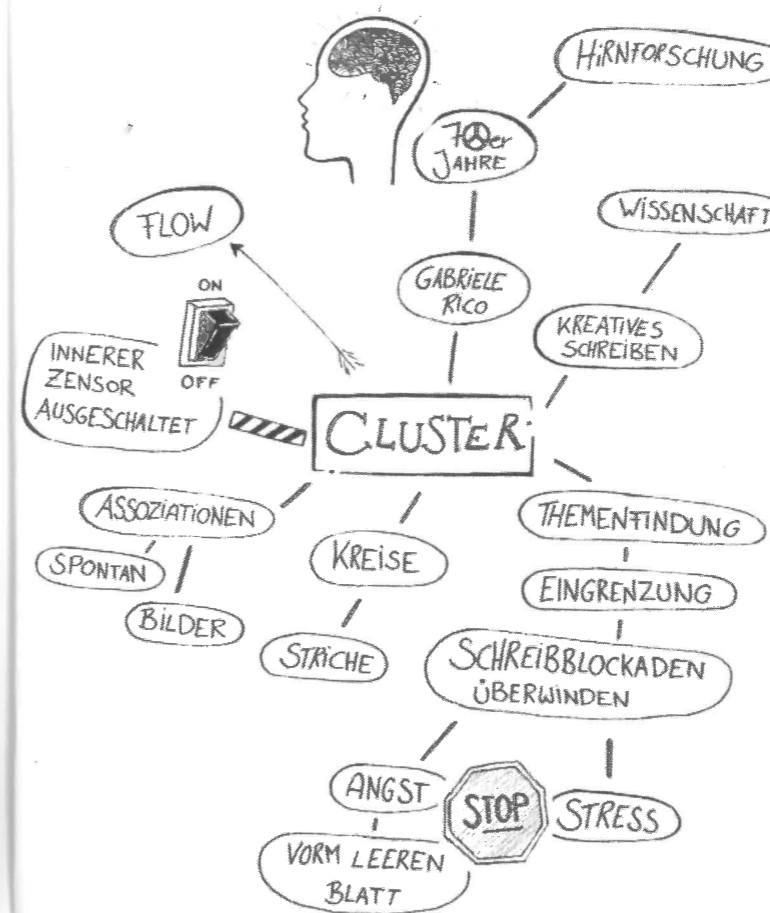 HIRNFORSCHUNG
70er
JAHRE
WISSENSCHAFT
FLOW
GABRIELE
RICO
ON
KREATIVES
SCHREIBEN
INNERER
ZENSOR
AUSGESCHALTET
OFF
CLUSTER
ASSOZIATIONEN
SPONTAN
BILDER
KREISE
STRICHE
THEMENFINDUNG
EINGRENZUNG
SCHREIBBLOCKADEN
ÜBERWINDEN
ANGST
STOP
STRESS
VORM LEEREN
BLATT